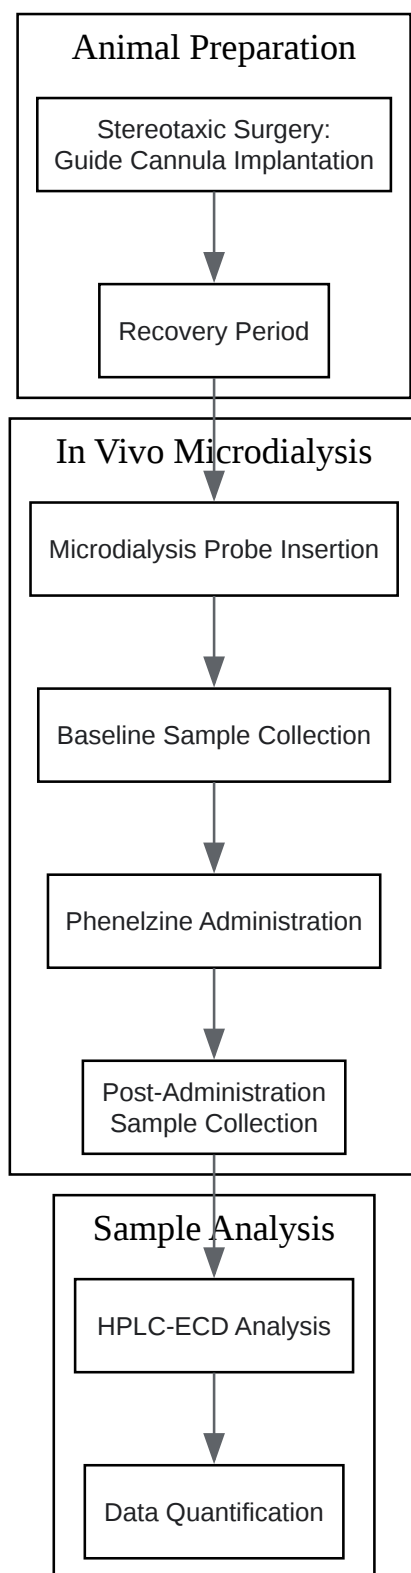 Animal Preparation
Stereotaxic Surgery:
Guide Cannula Implantation
Recovery Period
In Vivo Microdialysis
Microdialysis Probe Insertion
Baseline Sample Collection
Phenelzine Administration
Post-Administration
Sample Collection
Sample Analysis
HPLC-ECD Analysis
Data Quantification